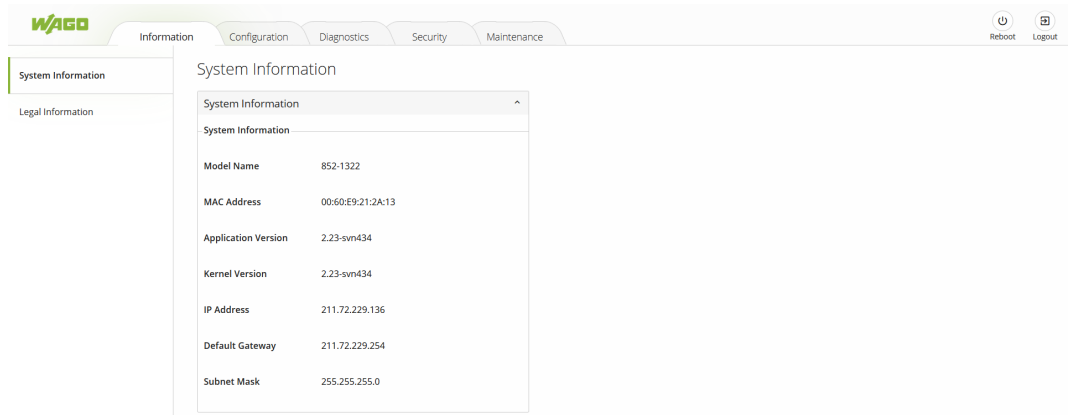 WAGO
Information Configuration Diagnostics Security Maintenance
Reboot Logout
System Information
Legal Information
System Information
System Information
System Information
Model Name 852-1322
MAC Address 00:60:E9:21:2A:13
Application Version 2.23-svn434
Kernel Version 2.23-svn434
IP Address 211.72.229.136
Default Gateway 211.72.229.254
Subnet Mask 255.255.255.0